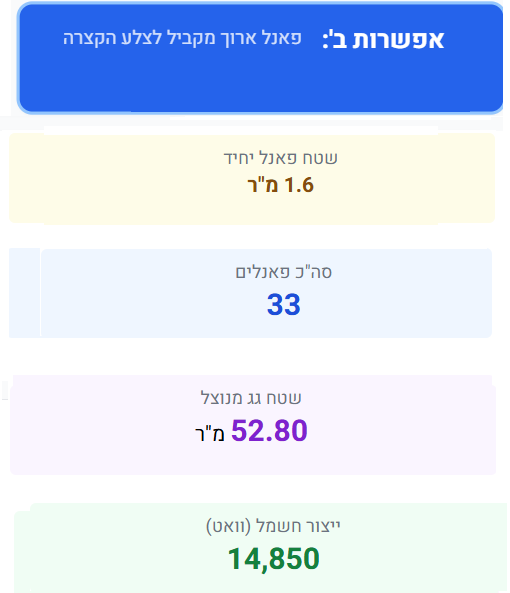 אפשרות ב': פאנל ארוך מקביל לצלע הקצרה
שטח פאנל יחיד
1.6 מ"ר
סה"כ פאנלים
33
שטח גג מנוצל
52.80 מ"ר
ייצור חשמל (וואט)
14,850